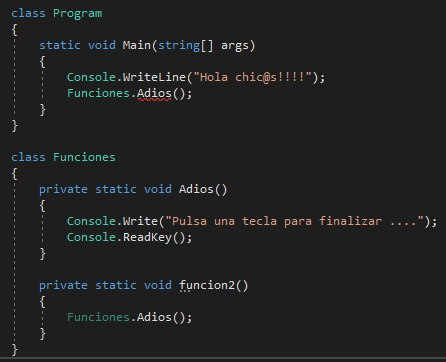 class Program
{
    static void Main(string[] args)
    {
        Console.WriteLine("Hola chic@s!!!!");
        Funciones.Adios();
    }
}

class Funciones
{
    private static void Adios()
    {
        Console.Write("Pulsa una tecla para finalizar ....");
        Console.ReadKey();
    }

    private static void funcion2()
    {
        Funciones.Adios();
    }
}